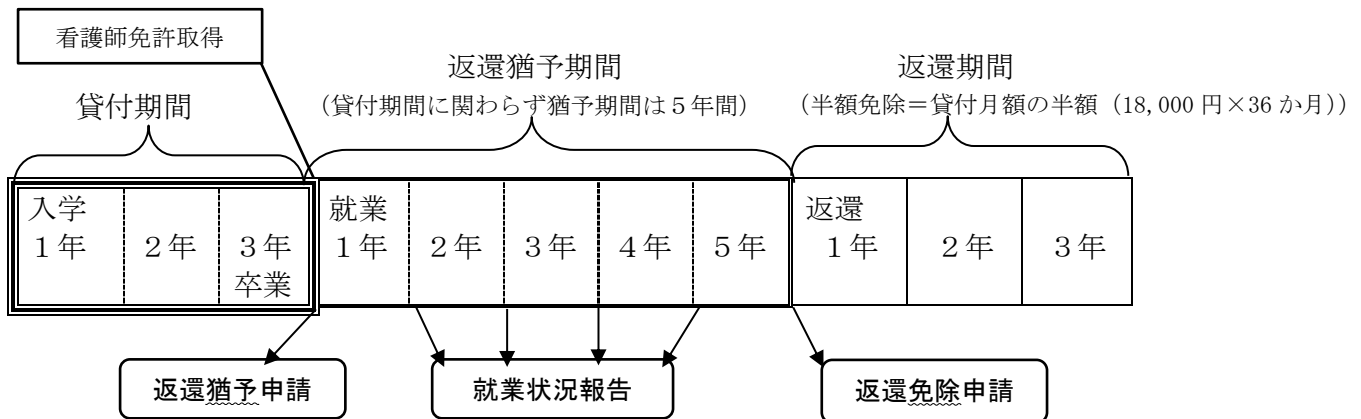 看護師免許取得
貸付期間
返還猶予期間
(貸付期間に関わらず猶予期間は５年間)
返還期間
(半額免除＝貸付月額の半額（18,000 円×36 か月）)
入学
１年
２年
３年
卒業
就業
１年
２年
３年
４年
５年
返還
１年
２年
３年
返還猶予申請
就業状況報告
返還免除申請